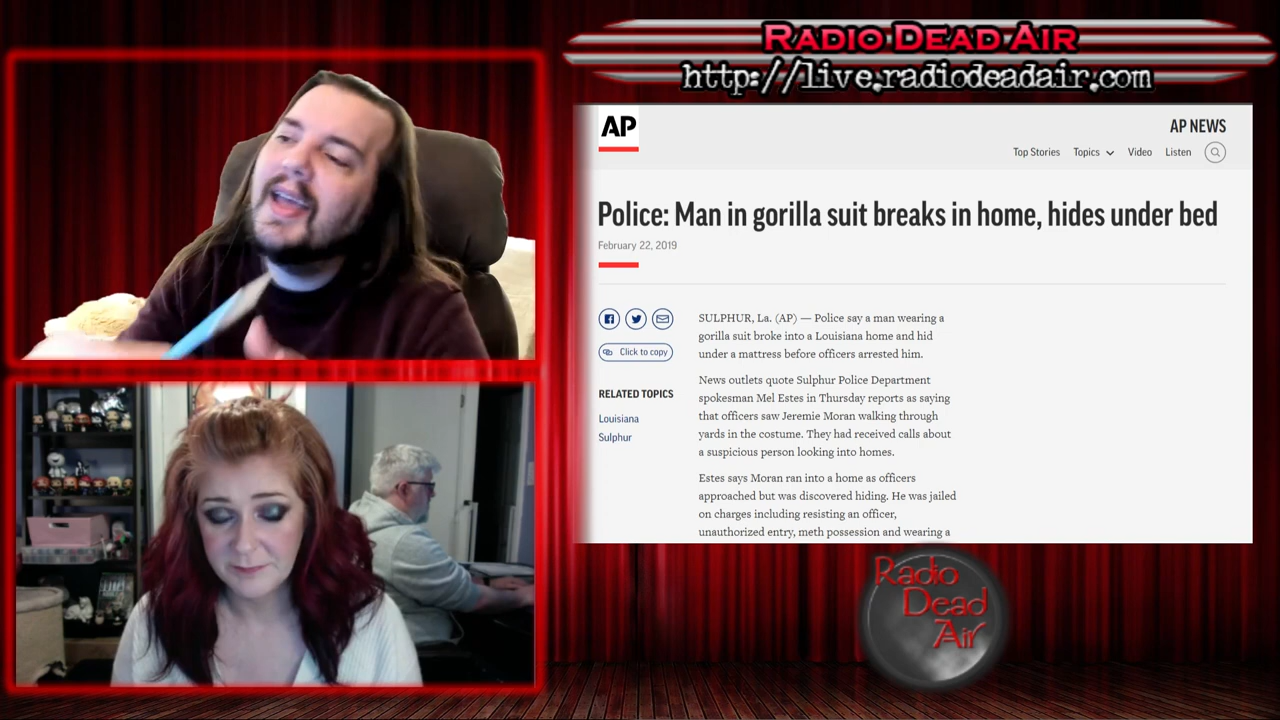 Radio Dead Air
http://live.radiodeadair.com
AP
AP NEWS
Top Stories Topics Video Listen
Police: Man in gorilla suit breaks in home, hides under bed
February 22, 2019
Click to copy
RELATED TOPICS
Louisiana
Sulphur
SULPHUR, La. (AP) — Police say a man wearing a
gorilla suit broke into a Louisiana home and hid
under a mattress before officers arrested him.
News outlets quote Sulphur Police Department
spokesman Mel Estes in Thursday reports as saying
that officers saw Jeremie Moran walking through
yards in the costume. They had received calls about
a suspicious person looking into homes.
Estes says Moran ran into a home as officers
approached but was discovered hiding. He was jailed
on charges including resisting an officer,
unauthorized entry, meth possession and wearing a
Radio
Dead
Air